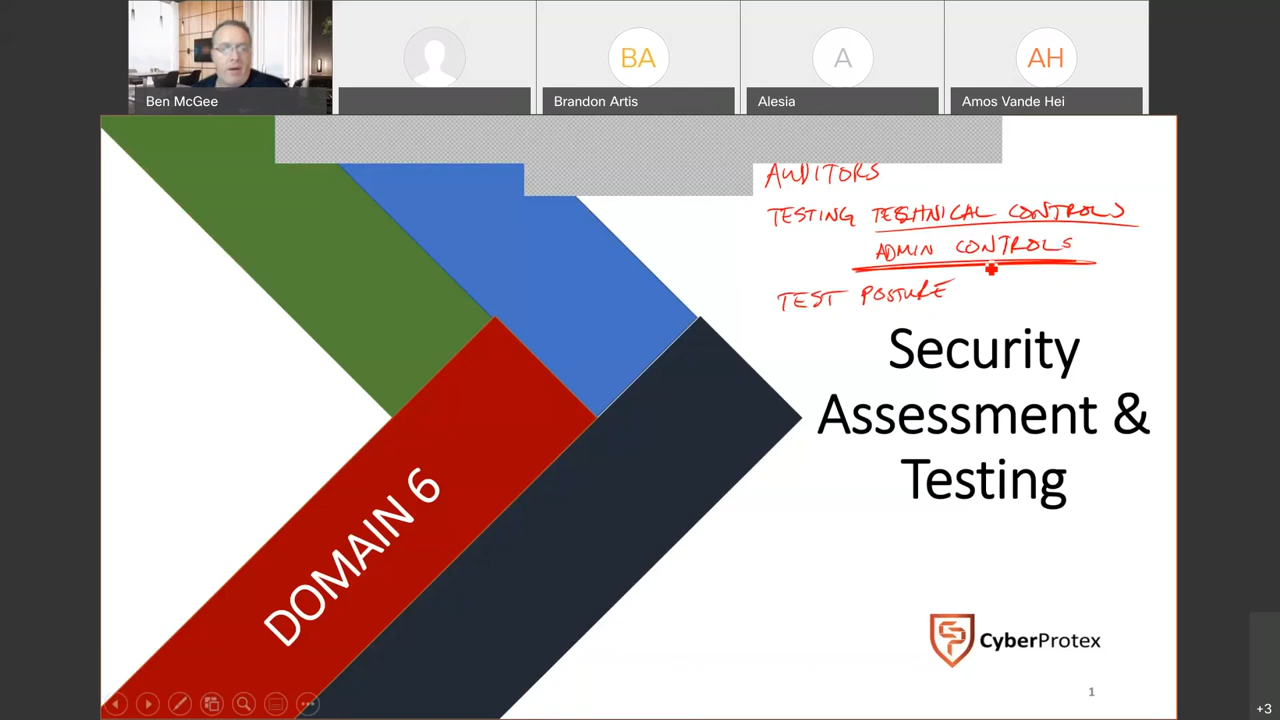 BA
A
AH
Ben McGee
Brandon Artis
Alesia
Amos Vande Hei
AUDITORS
TESTING TECHNICAL CONTROLS
ADMIN CONTROLS
TEST POSTURE
Security
Assessment &
Testing
DOMAIN 6
CyberProtex
1
+3